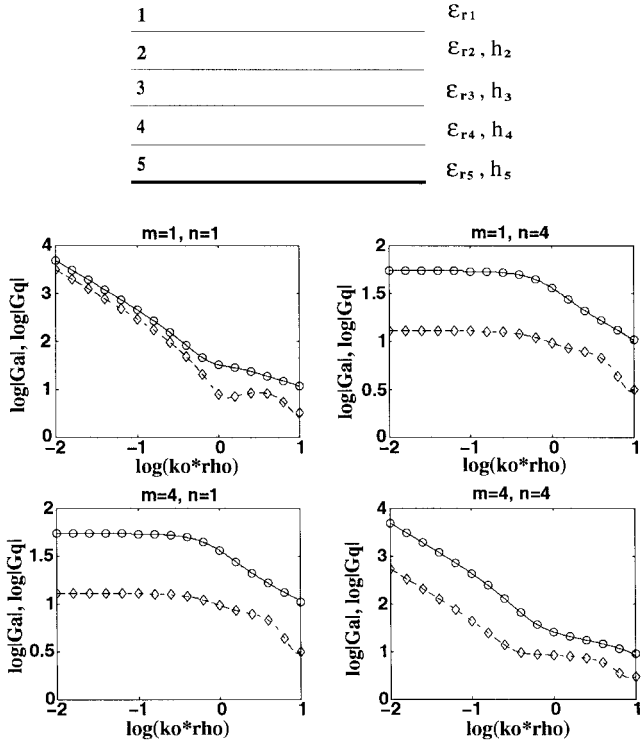 1 εr1
2 εr2 , h2
3 εr3 , h3
4 εr4 , h4
5 εr5 , h5
m=1, n=1
log|Ga|, log|Gq|
4
3
2
1
0
-2 -1 0 1
log(ko*rho)
m=1, n=4
log|Ga|, log|Gq|
2
1.5
1
0.5
0
-2 -1 0 1
log(ko*rho)
m=4, n=1
log|Ga|, log|Gq|
2
1.5
1
0.5
0
-2 -1 0 1
log(ko*rho)
m=4, n=4
log|Ga|, log|Gq|
4
3
2
1
0
-2 -1 0 1
log(ko*rho)